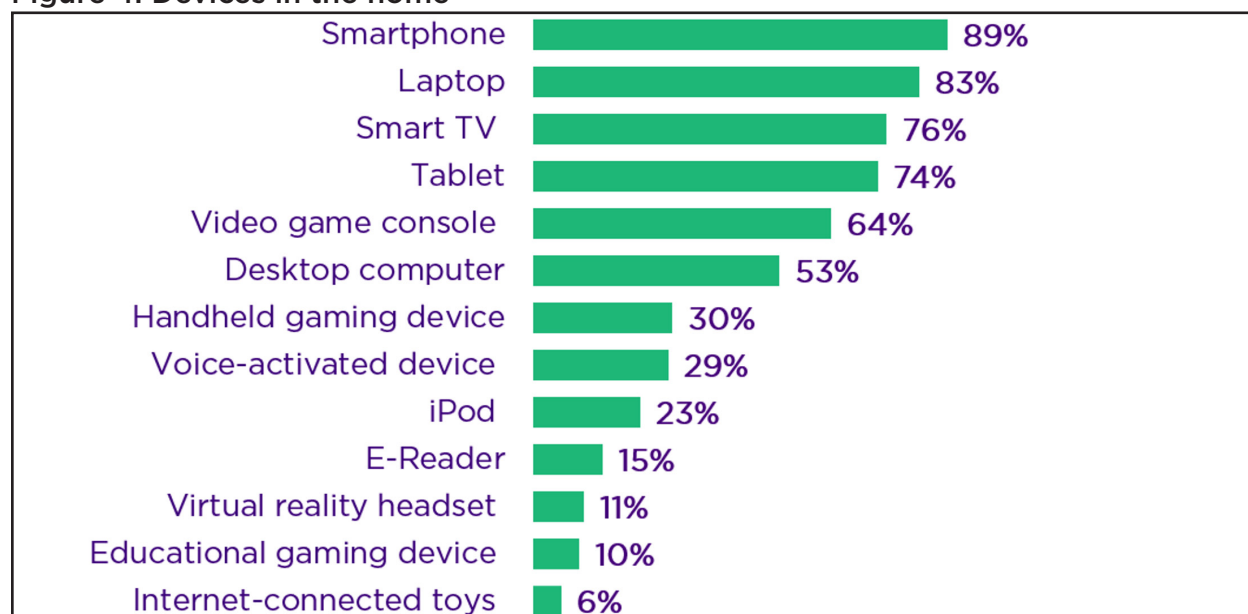 Smartphone 89%
Laptop 83%
Smart TV 76%
Tablet 74%
Video game console 64%
Desktop computer 53%
Handheld gaming device 30%
Voice-activated device 29%
iPod 23%
E-Reader 15%
Virtual reality headset 11%
Educational gaming device 10%
Internet-connected toys 6%